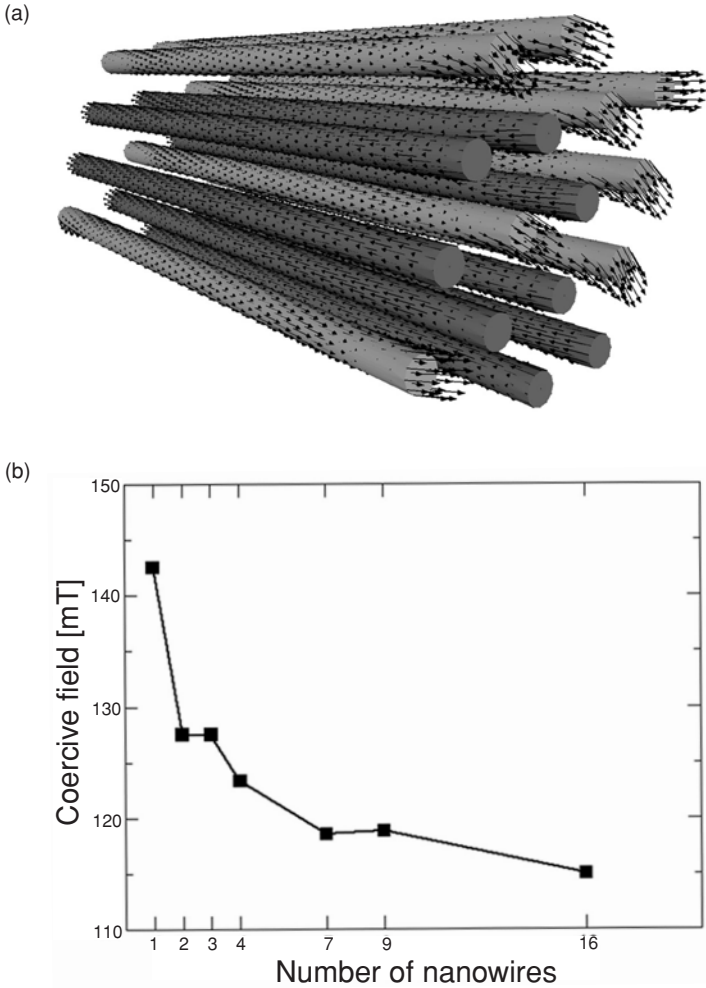 (a)
(b)
150
140
130
120
110
Coercive field [mT]
1 2 3 4 7 9 16
Number of nanowires